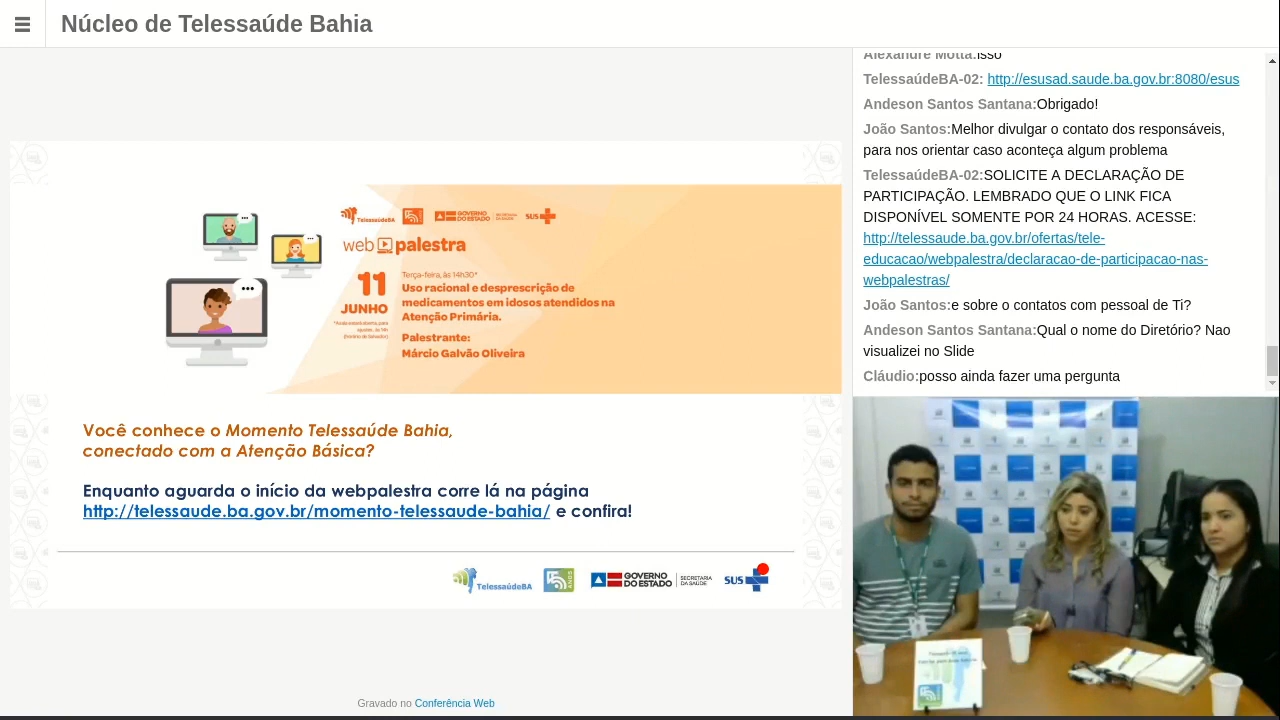 Núcleo de Telessaúde Bahia
TelessaúdeBA
GOVERNO
DO ESTADO
SECRETARIA
DA SAÚDE
SUS
web palestra
11
JUNHO
Terça-feira, às 14h30*
Uso racional e desprescrição de
medicamentos em idosos atendidos na
Atenção Primária.
Palestrante:
Márcio Galvão Oliveira
Você conhece o Momento Telessaúde Bahia,
conectado com a Atenção Básica?
Enquanto aguarda o início da webpalestra corre lá na página
http://telessaude.ba.gov.br/momento-telessaude-bahia/ e confira!
TelessaúdeBA
GOVERNO
DO ESTADO
SECRETARIA
DA SAÚDE
SUS
Gravado no Conferência Web
Alexandre Motta:isso
TelessaúdeBA-02: http://esusad.saude.ba.gov.br:8080/esus
Andeson Santos Santana:Obrigado!
João Santos:Melhor divulgar o contato dos responsáveis,
para nos orientar caso aconteça algum problema
TelessaúdeBA-02:SOLICITE A DECLARAÇÃO DE
PARTICIPAÇÃO. LEMBRADO QUE O LINK FICA
DISPONÍVEL SOMENTE POR 24 HORAS. ACESSE:
http://telessaude.ba.gov.br/ofertas/tele-
educacao/webpalestra/declaracao-de-participacao-nas-
webpalestras/
João Santos:e sobre o contatos com pessoal de Ti?
Andeson Santos Santana:Qual o nome do Diretório? Nao
visualizei no Slide
Cláudio:posso ainda fazer uma pergunta